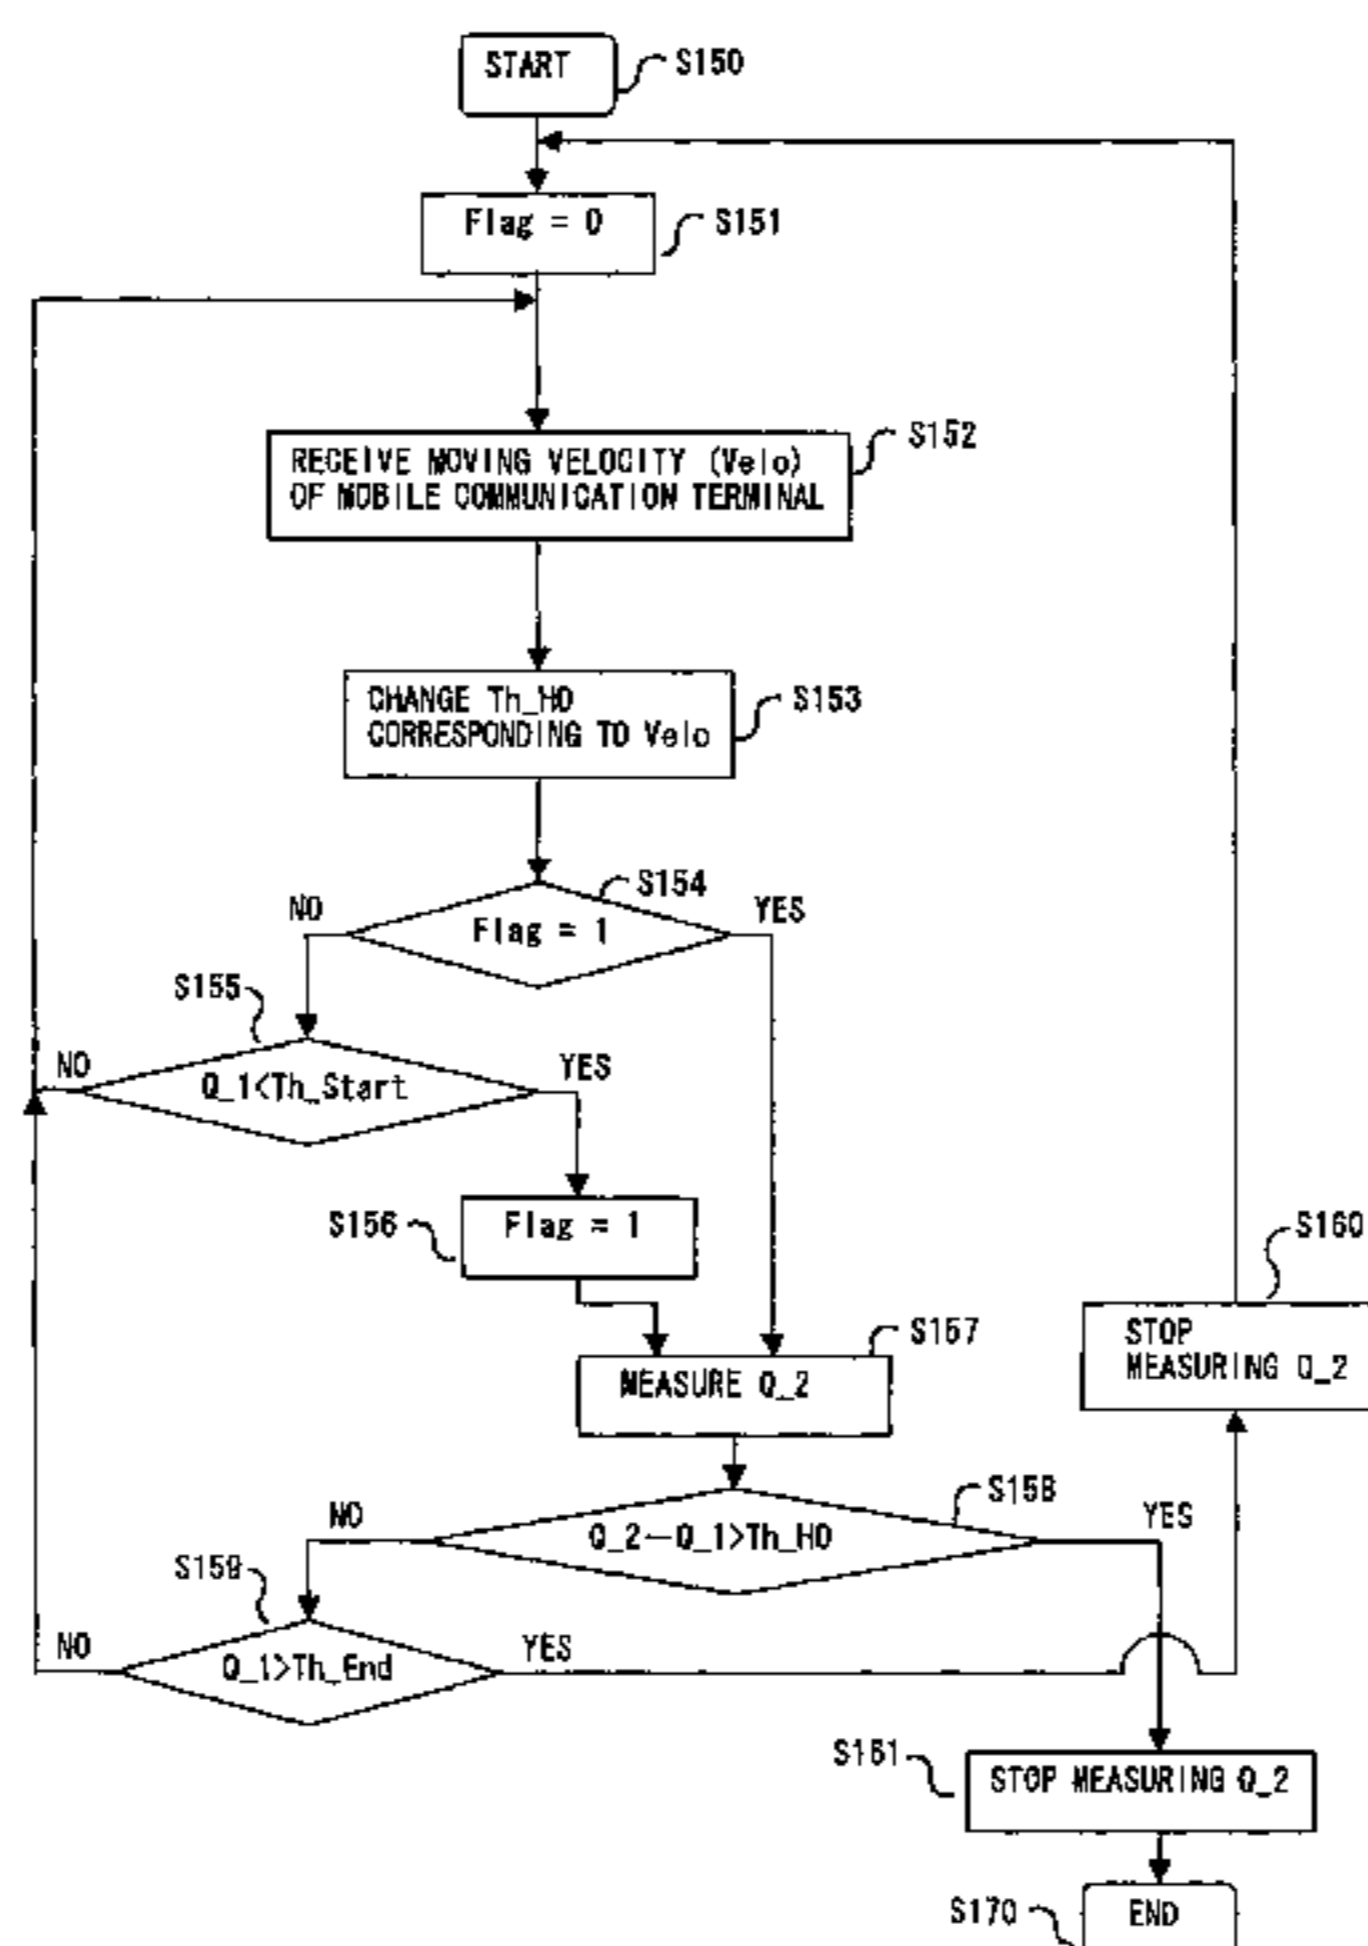 START
S150
Flag = 0
S151
RECEIVE MOVING VELOCITY (Velo)
OF MOBILE COMMUNICATION TERMINAL
S152
CHANGE Th_HO
CORRESPONDING TO Velo
S153
S154
NO
Flag = 1
YES
S155
NO
Q_1<Th_Start
YES
S156
Flag = 1
S160
STOP
MEASURING Q_2
S157
MEASURE Q_2
S158
NO
Q_2-Q_1>Th_HO
YES
S159
NO
Q_1>Th_End
YES
S161
STOP MEASURING Q_2
S170
END